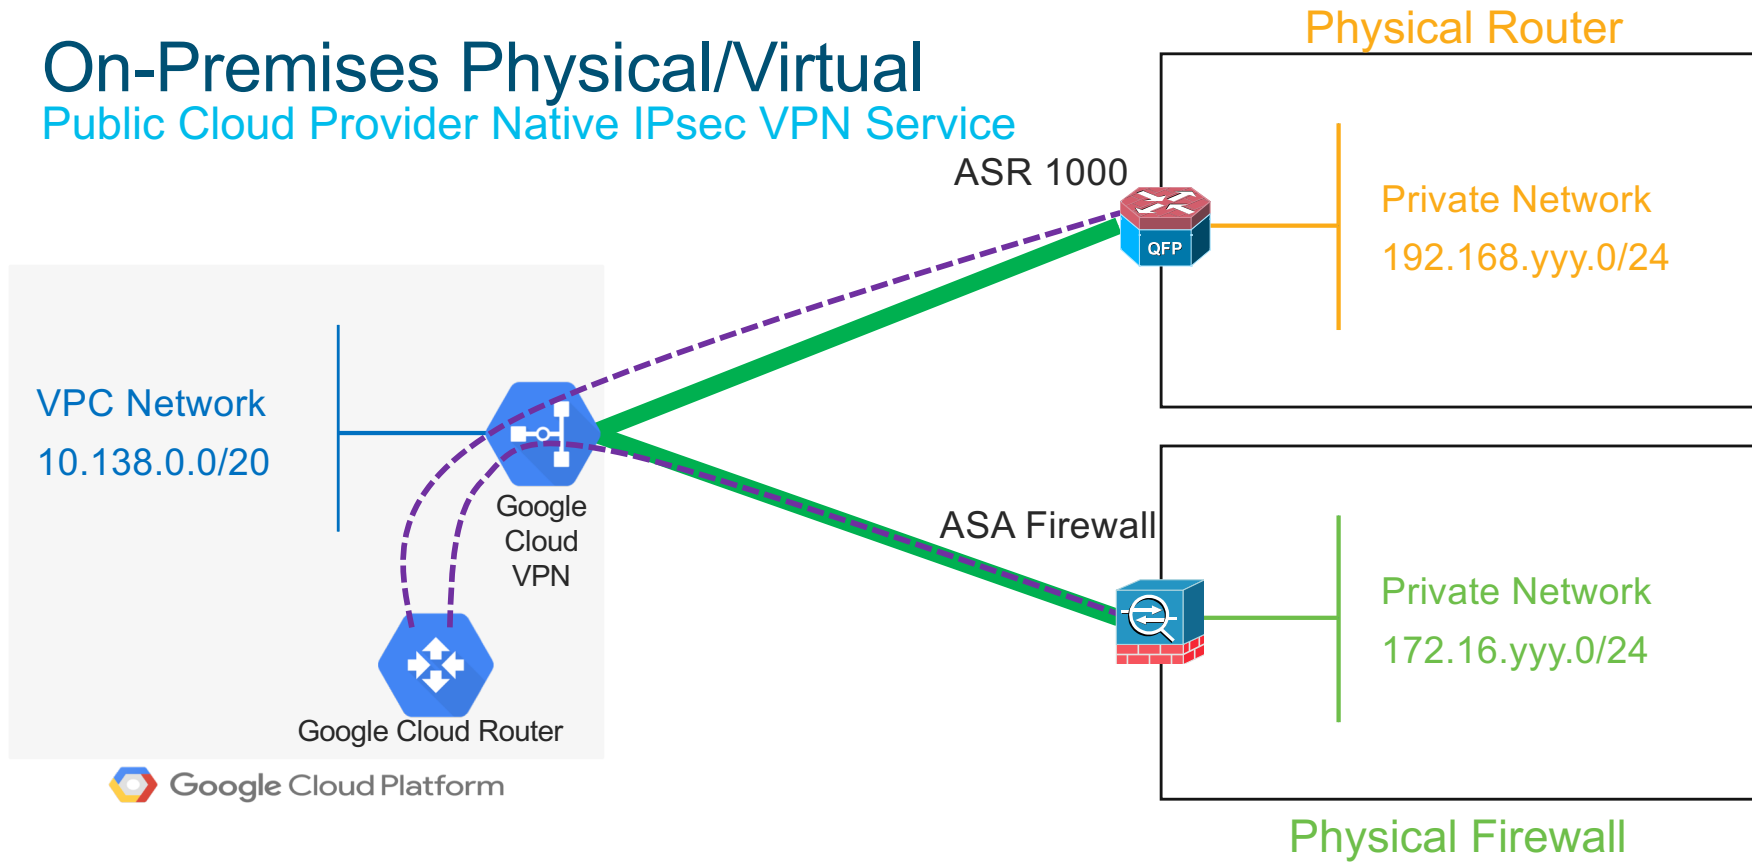 On-Premises Physical/Virtual
Public Cloud Provider Native IPsec VPN Service
Physical Router
ASR 1000
QFP
Private Network
192.168.yyy.0/24
VPC Network
10.138.0.0/20
Google
Cloud
VPN
ASA Firewall
Private Network
172.16.yyy.0/24
Google Cloud Router
Google Cloud Platform
Physical Firewall